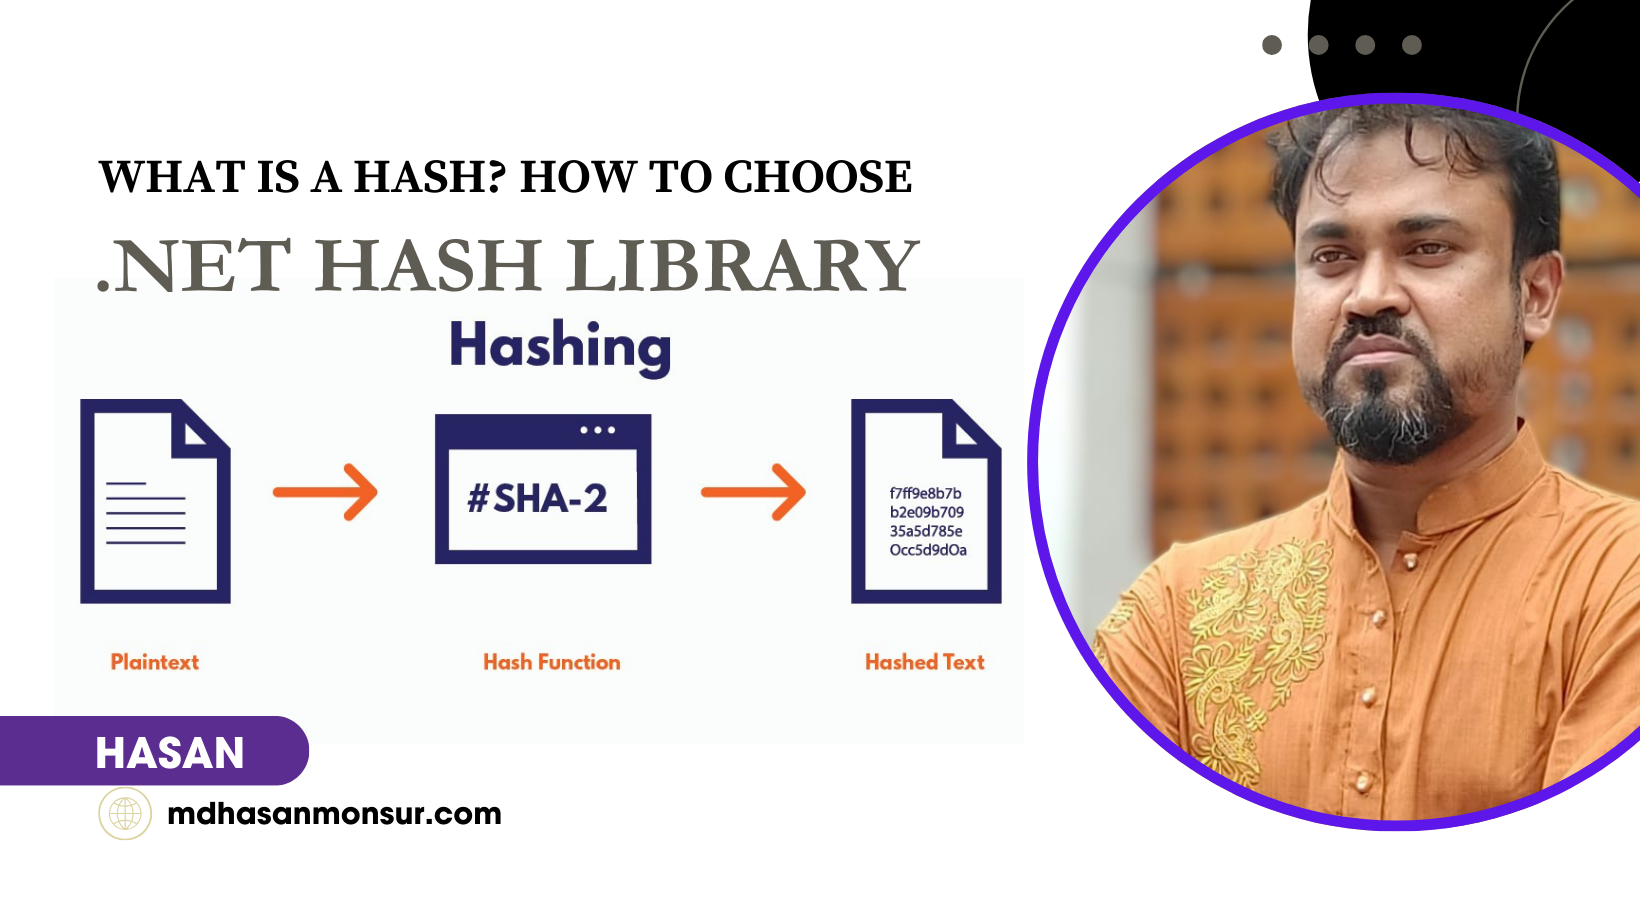 WHAT IS A HASH? HOW TO CHOOSE
.NET HASH LIBRARY
Hashing
#SHA-2
f7ff9e8b7b
b2e09b709
35a5d785e
Occ5d9dOa
Plaintext
Hash Function
Hashed Text
HASAN
mdhasanmonsur.com